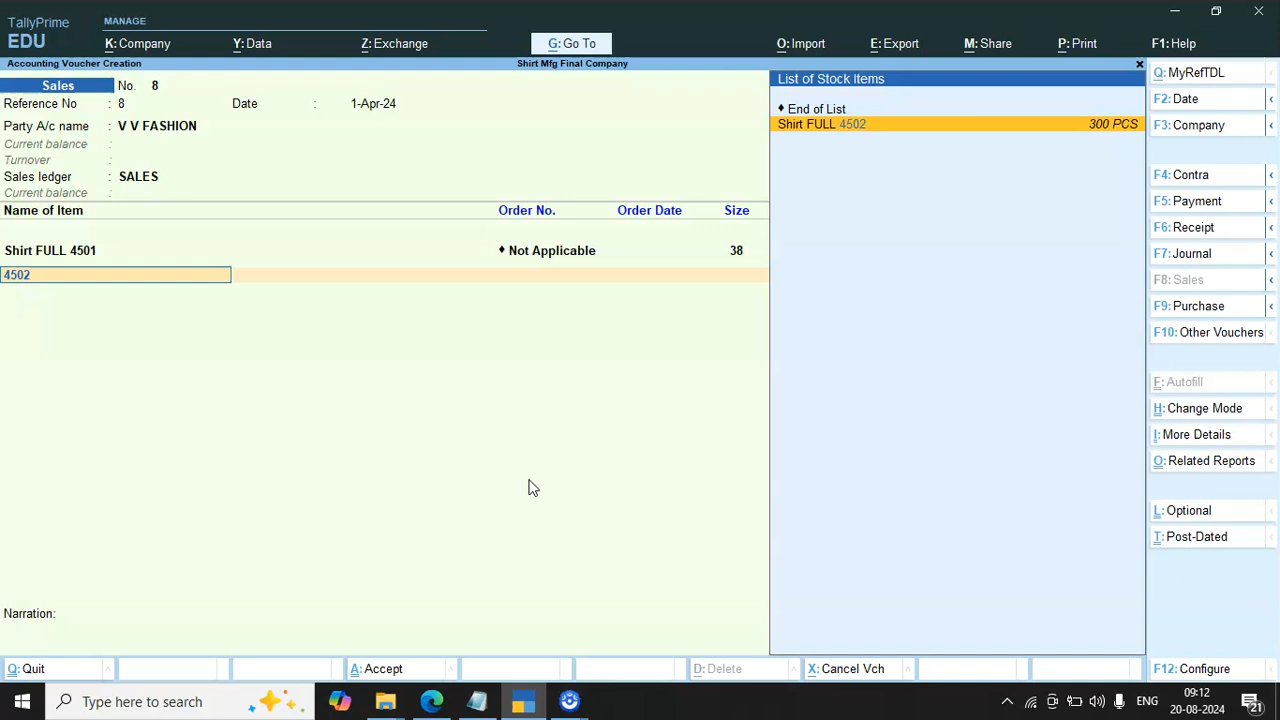 TallyPrime
EDU
MANAGE
K: Company
Y: Data
Z: Exchange
G: Go To
O: Import
E: Export
M: Share
P: Print
F1: Help
Accounting Voucher Creation
Shirt Mfg Final Company
Sales No. 8
Reference No : 8 Date : 1-Apr-24
Party A/c name : V V FASHION
Current balance :
Turnover :
Sales ledger : SALES
Current balance :
Name of Item Order No. Order Date Size
Shirt FULL 4501 ♦ Not Applicable 38
4502
Narration:
List of Stock Items
♦ End of List
Shirt FULL 4502 300 PCS
Q: MyRefTDL
F2: Date
F3: Company
F4: Contra
F5: Payment
F6: Receipt
F7: Journal
F8: Sales
F9: Purchase
F10: Other Vouchers
F: Autofill
H: Change Mode
I: More Details
O: Related Reports
L: Optional
T: Post-Dated
Q: Quit
A: Accept
D: Delete
X: Cancel Vch
F12: Configure
Type here to search
ENG
09:12
20-08-2024
21